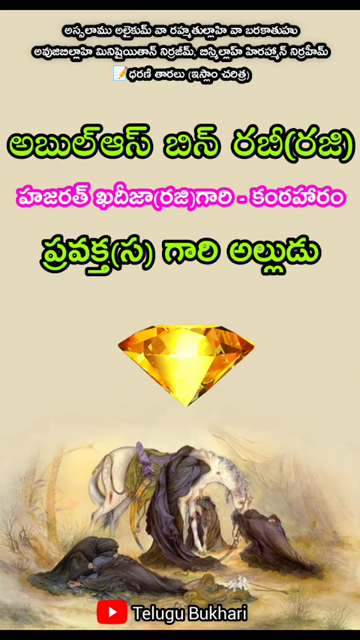 అస్సలాము అలైకుమ్ వా రహ్మతుల్లాహి వా బరకాతుహు
అవుజిబిల్లాహి మినిషైయితాన్ నిర్రజీమ్, బిస్మిల్లాహ్ హిర్రహ్మాన్ నిర్రహీమ్
📝ధరణి తారలు (ఇస్లాం చరిత్ర)
అబుల్ఆస్ బిన్ రబీ(రజి)
హజరత్ ఖదీజా(రజి)గారి - కంఠహారం
ప్రవక్త(స) గారి అల్లుడు
Telugu Bukhari